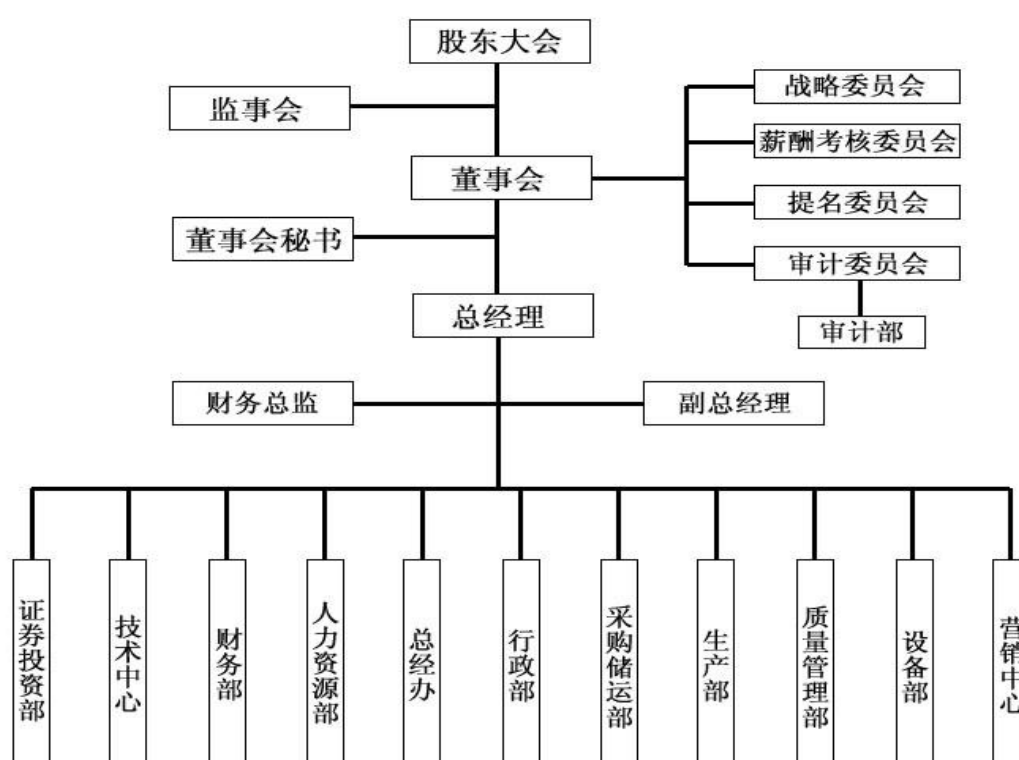 股东大会
监事会
战略委员会
薪酬考核委员会
董事会
提名委员会
董事会秘书
审计委员会
总经理
审计部
财务总监
副总经理
证券投资部
技术中心
财务部
人力资源部
总经办
行政部
采购储运部
生产部
质量管理部
设备部
营销中心